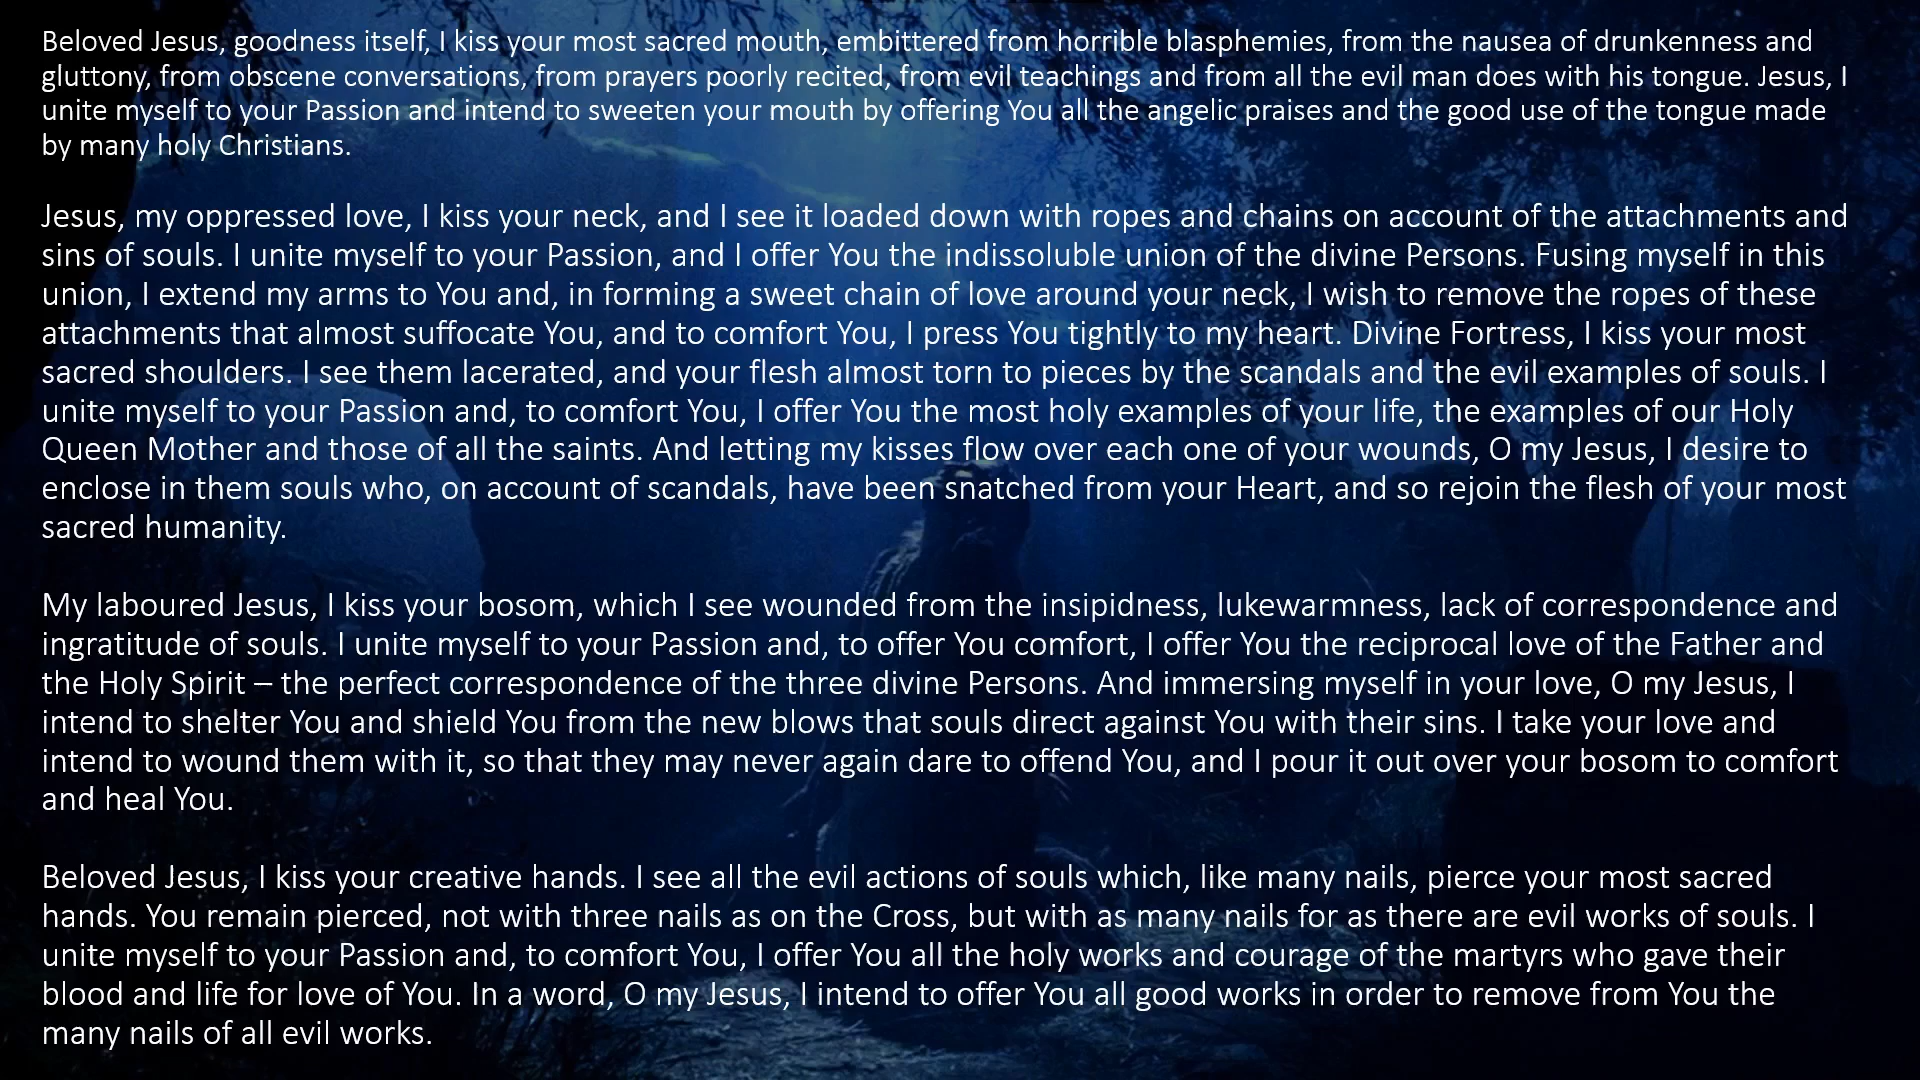 Beloved Jesus, goodness itself, I kiss your most sacred mouth, embittered from horrible blasphemies, from the nausea of drunkenness and
gluttony, from obscene conversations, from prayers poorly recited, from evil teachings and from all the evil man does with his tongue. Jesus, I
unite myself to your Passion and intend to sweeten your mouth by offering You all the angelic praises and the good use of the tongue made
by many holy Christians.
Jesus, my oppressed love, I kiss your neck, and I see it loaded down with ropes and chains on account of the attachments and
sins of souls. I unite myself to your Passion, and I offer You the indissoluble union of the divine Persons. Fusing myself in this
union, I extend my arms to You and, in forming a sweet chain of love around your neck, I wish to remove the ropes of these
attachments that almost suffocate You, and to comfort You, I press You tightly to my heart. Divine Fortress, I kiss your most
sacred shoulders. I see them lacerated, and your flesh almost torn to pieces by the scandals and the evil examples of souls. I
unite myself to your Passion and, to comfort You, I offer You the most holy examples of your life, the examples of our Holy
Queen Mother and those of all the saints. And letting my kisses flow over each one of your wounds, O my Jesus, I desire to
enclose in them souls who, on account of scandals, have been snatched from your Heart, and so rejoin the flesh of your most
sacred humanity.
My laboured Jesus, I kiss your bosom, which I see wounded from the insipidness, lukewarmness, lack of correspondence and
ingratitude of souls. I unite myself to your Passion and, to offer You comfort, I offer You the reciprocal love of the Father and
the Holy Spirit – the perfect correspondence of the three divine Persons. And immersing myself in your love, O my Jesus, I
intend to shelter You and shield You from the new blows that souls direct against You with their sins. I take your love and
intend to wound them with it, so that they may never again dare to offend You, and I pour it out over your bosom to comfort
and heal You.
Beloved Jesus, I kiss your creative hands. I see all the evil actions of souls which, like many nails, pierce your most sacred
hands. You remain pierced, not with three nails as on the Cross, but with as many nails for as there are evil works of souls. I
unite myself to your Passion and, to comfort You, I offer You all the holy works and courage of the martyrs who gave their
blood and life for love of You. In a word, O my Jesus, I intend to offer You all good works in order to remove from You the
many nails of all evil works.